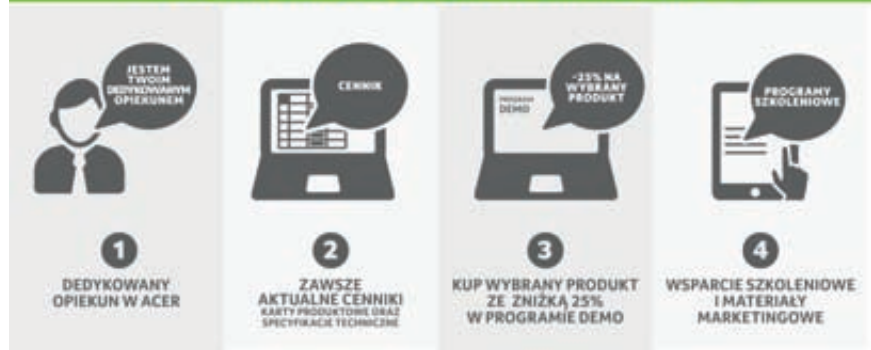 JESTEM
TWOIM
DEDYKOWANYM
OPIEKUNEM
1
DEDYKOWANY
OPIEKUN W ACER
CENNIK
2
ZAWSZE
AKTUALNE CENNIKI
KARTY PRODUKTOWE ORAZ
SPECYFIKACJE TECHNICZNE
PROGRAM
DEMO
-25% NA
WYBRANY
PRODUKT
3
KUP WYBRANY PRODUKT
ZE ZNIŻKĄ 25%
W PROGRAMIE DEMO
PROGRAMY
SZKOLENIOWE
4
WSPARCIE SZKOLENIOWE
I MATERIAŁY
MARKETINGOWE